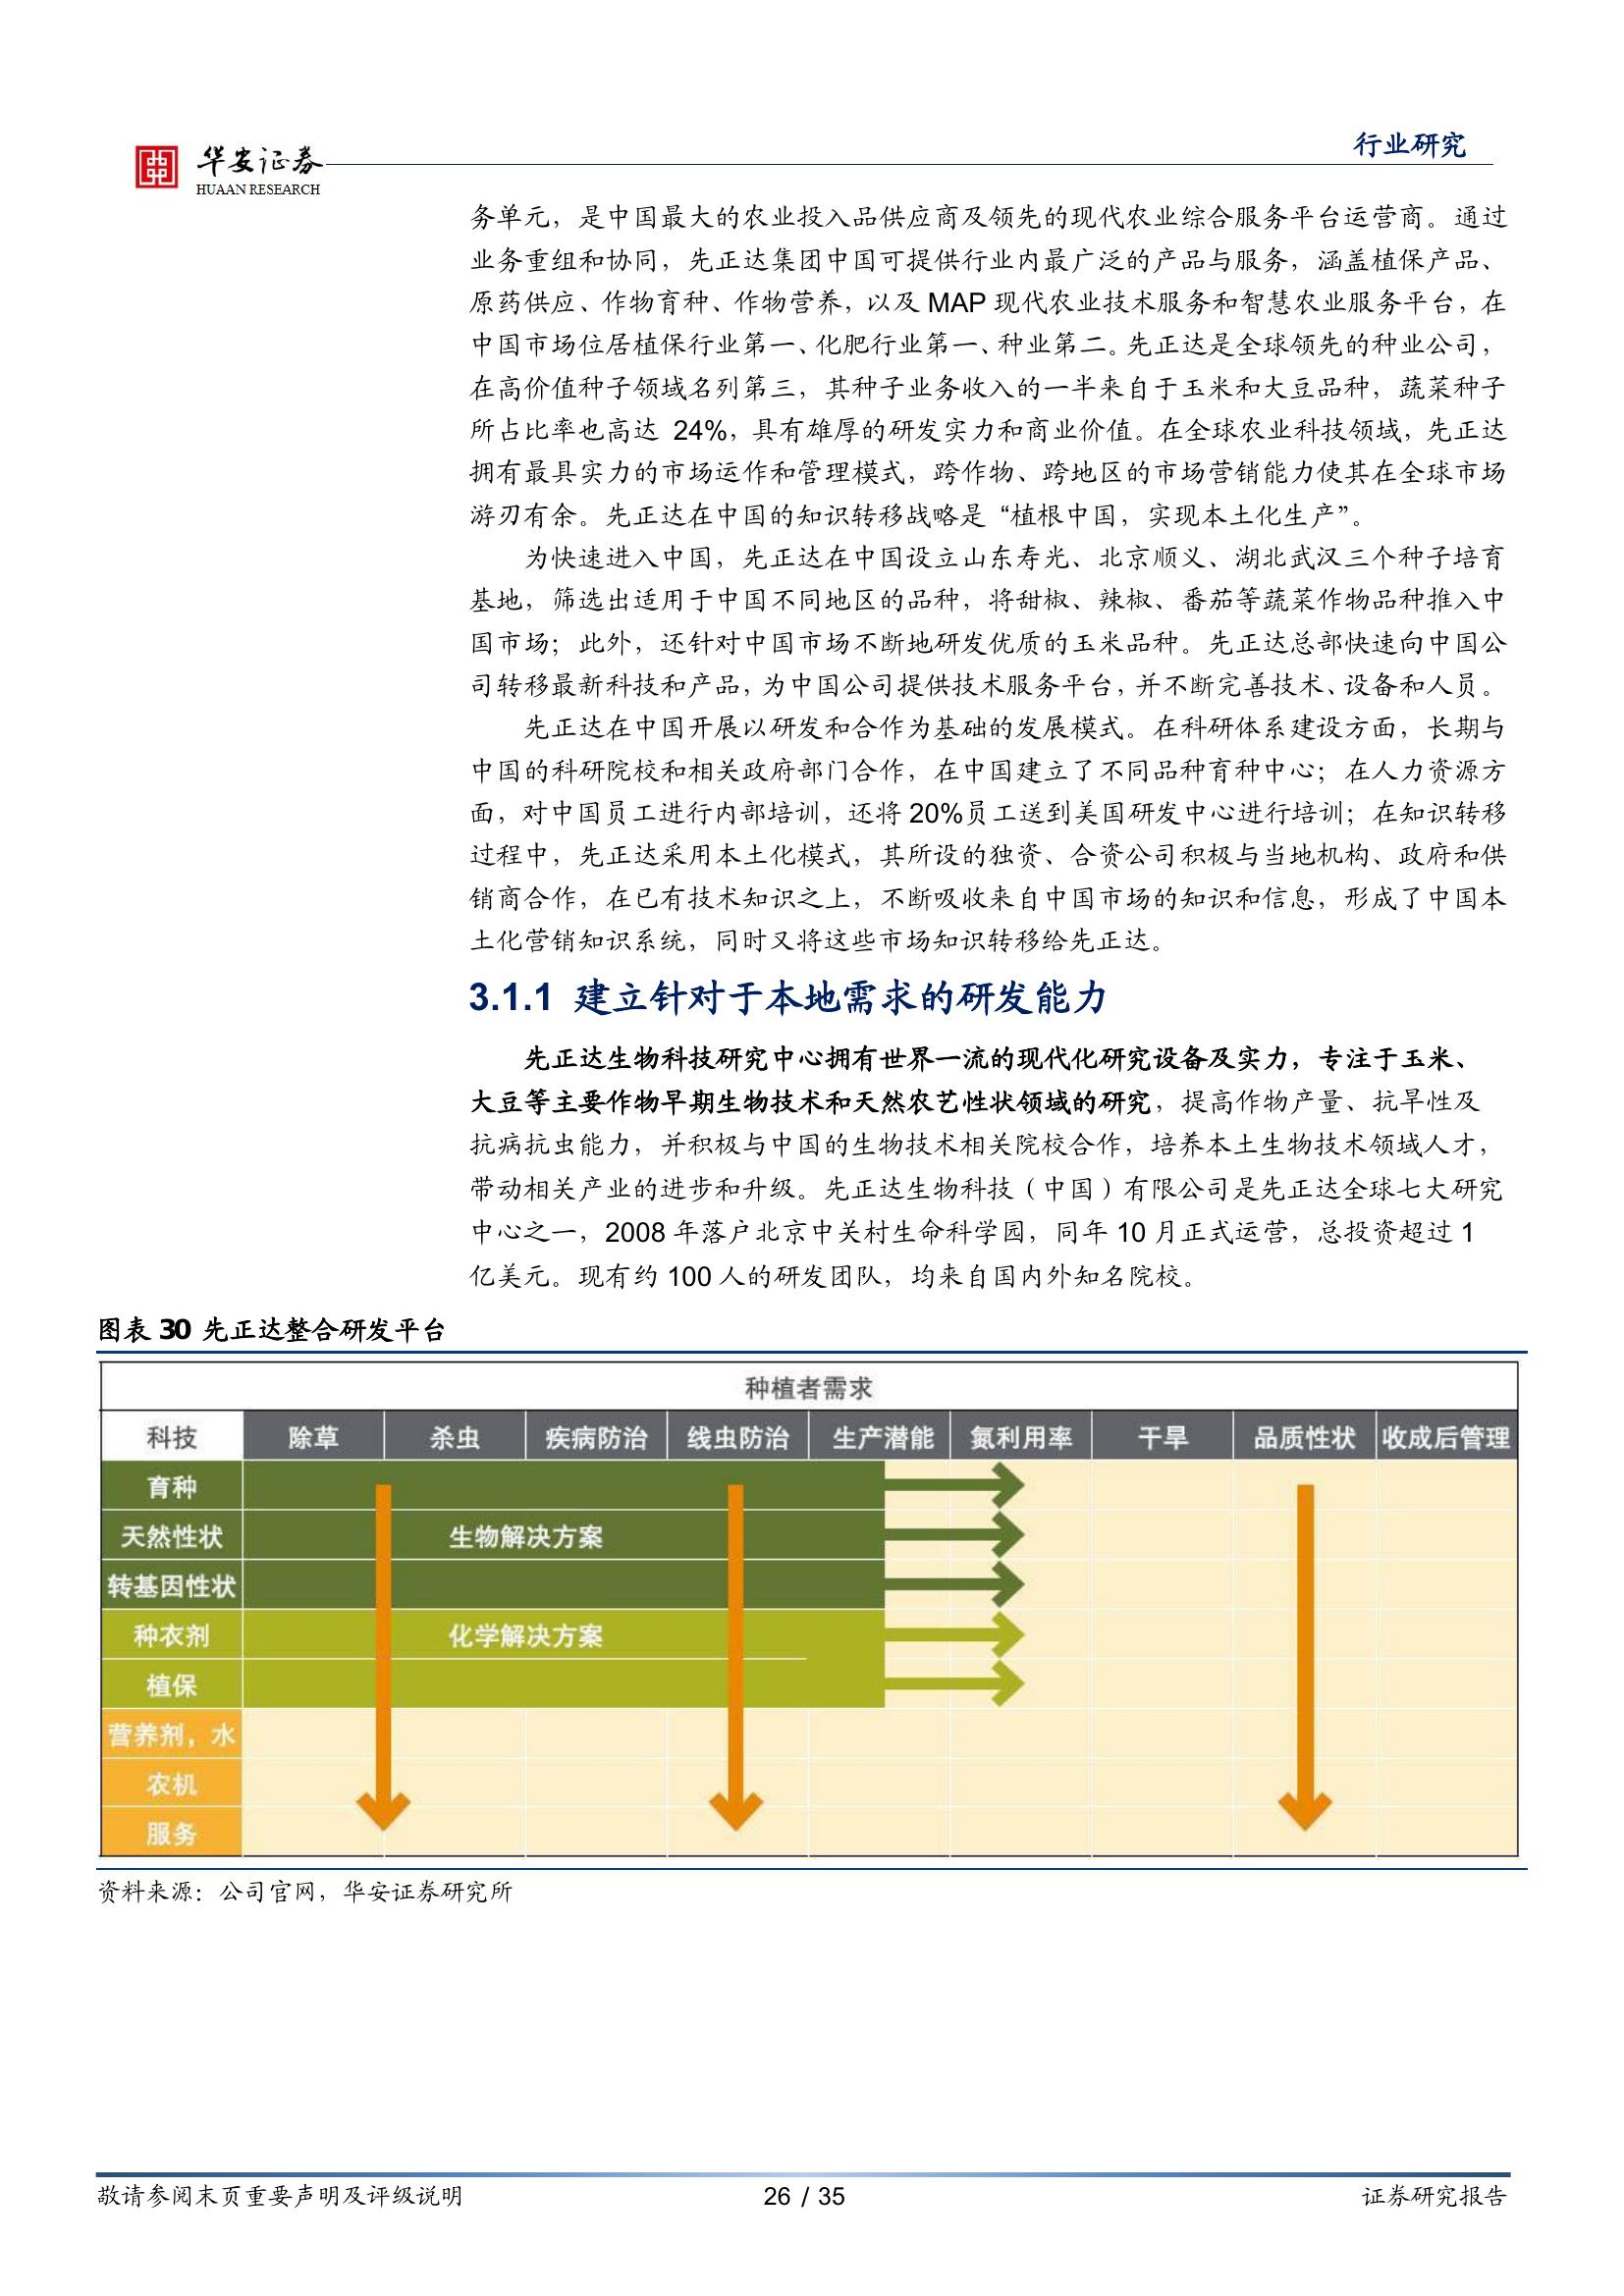 华安证券
HUAAN RESEARCH
行业研究
务单元，是中国最大的农业投入品供应商及领先的现代农业综合服务平台运营商。通过
业务重组和协同，先正达集团中国可提供行业内最广泛的产品与服务，涵盖植保产品、
原药供应、作物育种、作物营养，以及 MAP 现代农业技术服务和智慧农业服务平台，在
中国市场位居植保行业第一、化肥行业第一、种业第二。先正达是全球领先的种业公司，
在高价值种子领域名列第三，其种子业务收入的一半来自于玉米和大豆品种，蔬菜种子
所占比率也高达 24%，具有雄厚的研发实力和商业价值。在全球农业科技领域，先正达
拥有最具实力的市场运作和管理模式，跨作物、跨地区的市场营销能力使其在全球市场
游刃有余。先正达在中国的知识转移战略是“植根中国，实现本土化生产”。
为快速进入中国，先正达在中国设立山东寿光、北京顺义、湖北武汉三个种子培育
基地，筛选出适用于中国不同地区的品种，将甜椒、辣椒、番茄等蔬菜作物品种推入中
国市场；此外，还针对中国市场不断地研发优质的玉米品种。先正达总部快速向中国公
司转移最新科技和产品，为中国公司提供技术服务平台，并不断完善技术、设备和人员。
先正达在中国开展以研发和合作为基础的发展模式。在科研体系建设方面，长期与
中国的科研院校和相关政府部门合作，在中国建立了不同品种育种中心；在人力资源方
面，对中国员工进行内部培训，还将 20%员工送到美国研发中心进行培训；在知识转移
过程中，先正达采用本土化模式，其所设的独资、合资公司积极与当地机构、政府和供
销商合作，在已有技术知识之上，不断吸收来自中国市场的知识和信息，形成了中国本
土化营销知识系统，同时又将这些市场知识转移给先正达。
3.1.1 建立针对于本地需求的研发能力
先正达生物科技研究中心拥有世界一流的现代化研究设备及实力，专注于玉米、
大豆等主要作物早期生物技术和天然农艺性状领域的研究，提高作物产量、抗旱性及
抗病抗虫能力，并积极与中国的生物技术相关院校合作，培养本土生物技术领域人才，
带动相关产业的进步和升级。先正达生物科技（中国）有限公司是先正达全球七大研究
中心之一，2008 年落户北京中关村生命科学园，同年 10 月正式运营，总投资超过 1
亿美元。现有约 100 人的研发团队，均来自国内外知名院校。
图表 30 先正达整合研发平台
种植者需求
科技 除草 杀虫 疾病防治 线虫防治 生产潜能 氮利用率 干旱 品质性状 收成后管理
育种
天然性状 生物解决方案
转基因性状
种衣剂 化学解决方案
植保
营养剂，水
农机
服务
资料来源：公司官网，华安证券研究所
敬请参阅末页重要声明及评级说明 26 / 35 证券研究报告